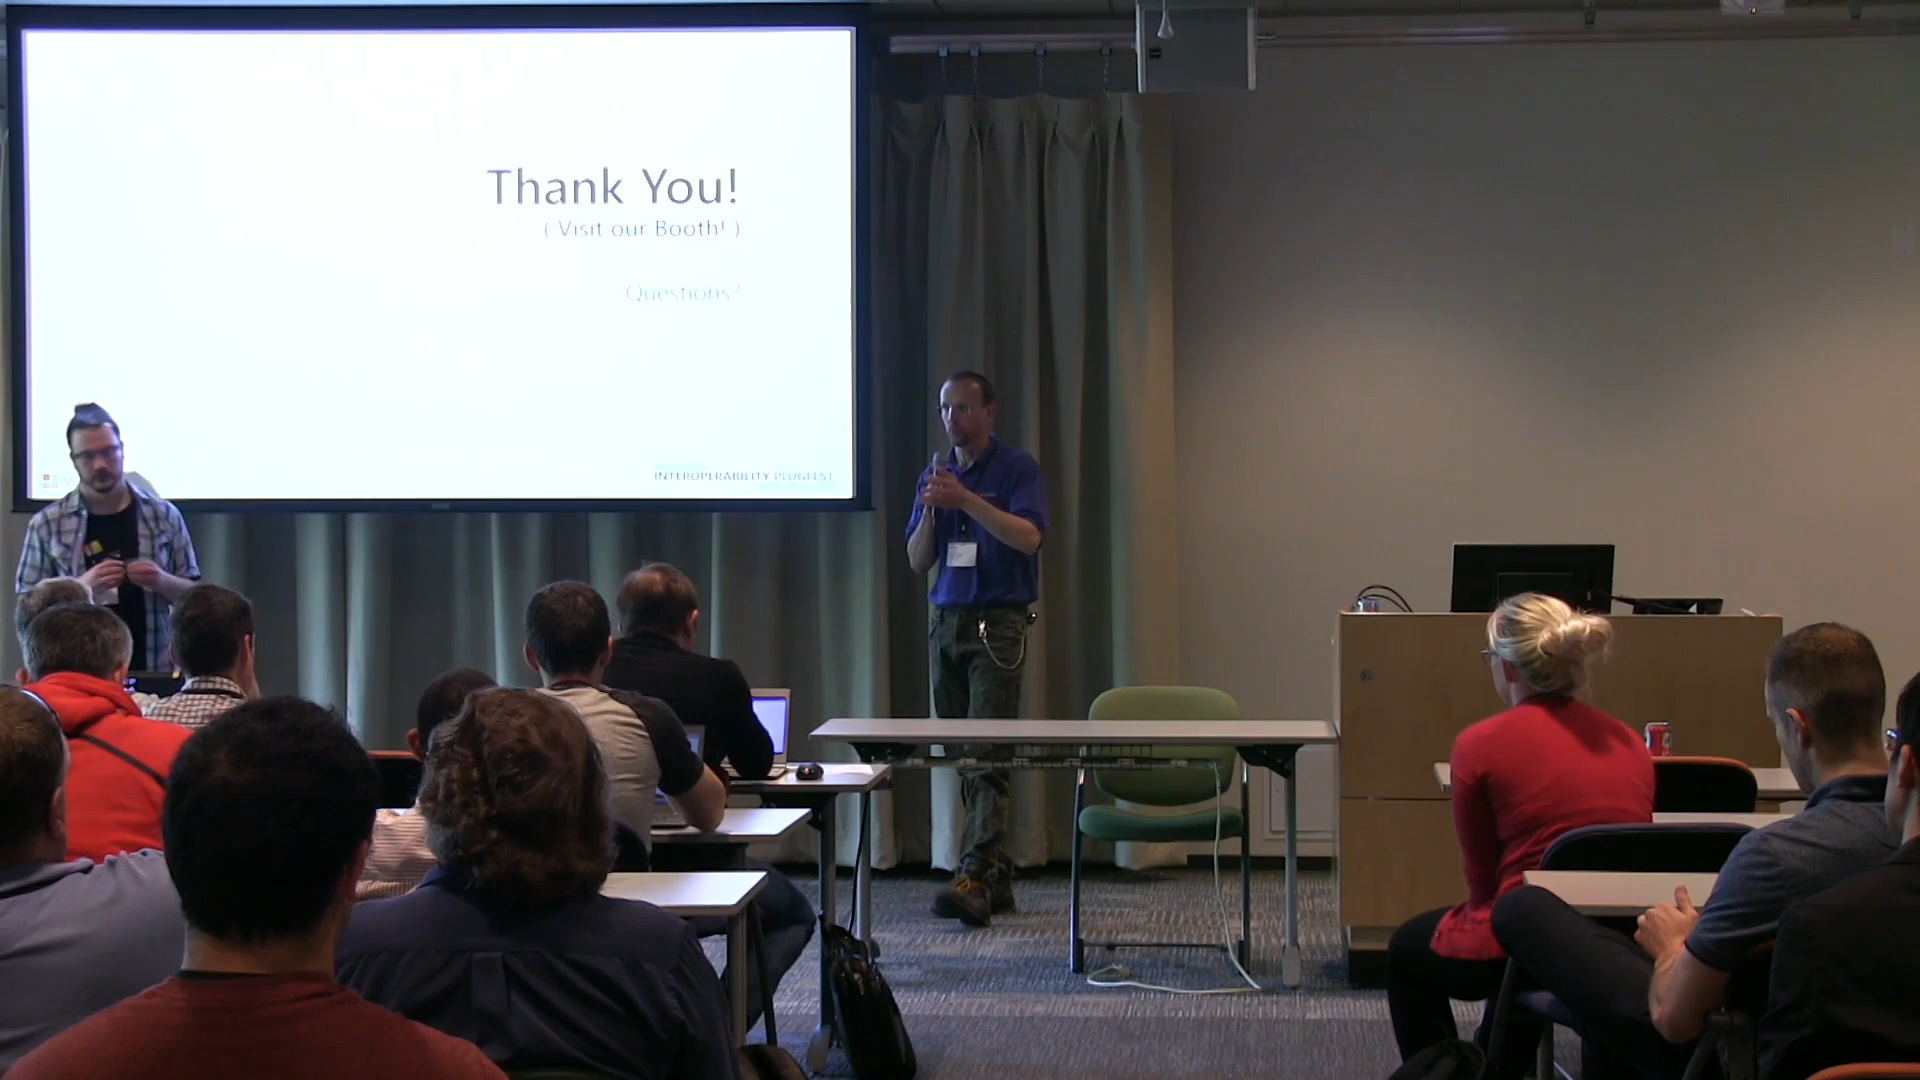 Thank You!
( Visit our Booth! )
Questions?
INTEROPERABILITY PLUGFEST